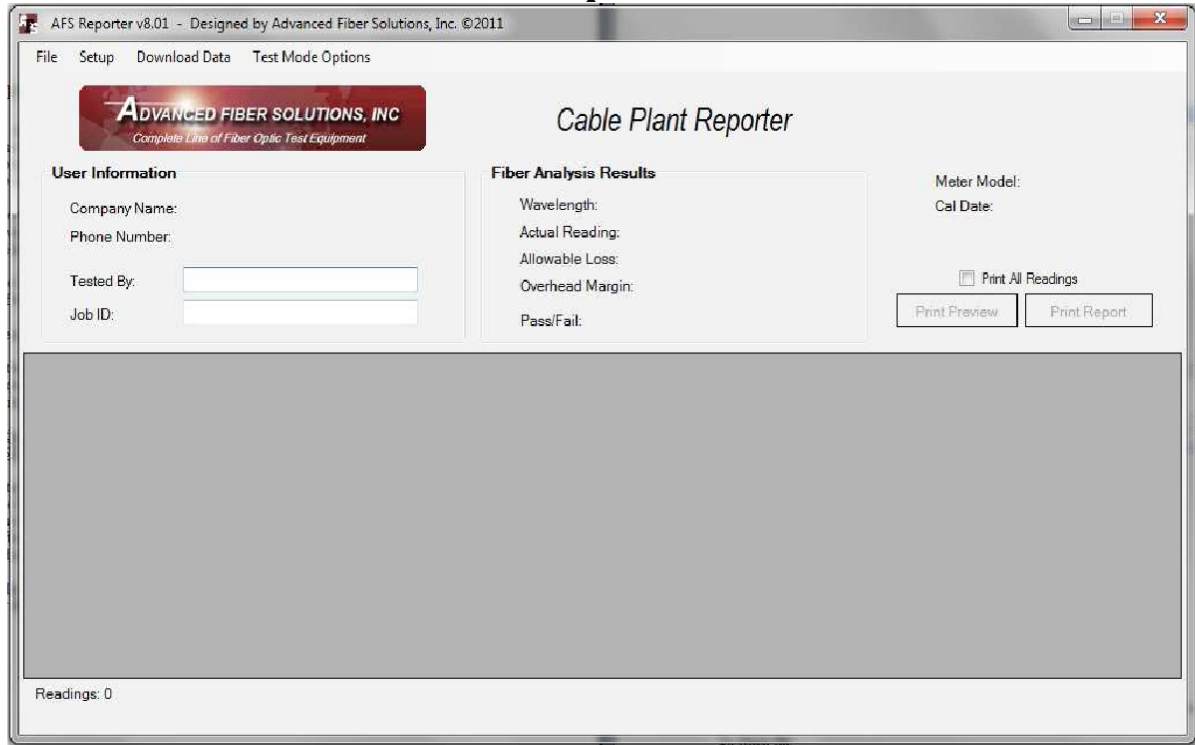 AFS Reporter v8.01 - Designed by Advanced Fiber Solutions, Inc. ©2011
File Setup Download Data Test Mode Options
ADVANCED FIBER SOLUTIONS, INC
Complete Line of Fiber Optic Test Equipment
Cable Plant Reporter
User Information
Company Name:
Phone Number:
Tested By:
Job ID:
Fiber Analysis Results
Wavelength:
Actual Reading:
Allowable Loss:
Overhead Margin:
Pass/Fail:
Meter Model:
Cal Date:
Print All Readings
Print Preview Print Report
Readings: 0